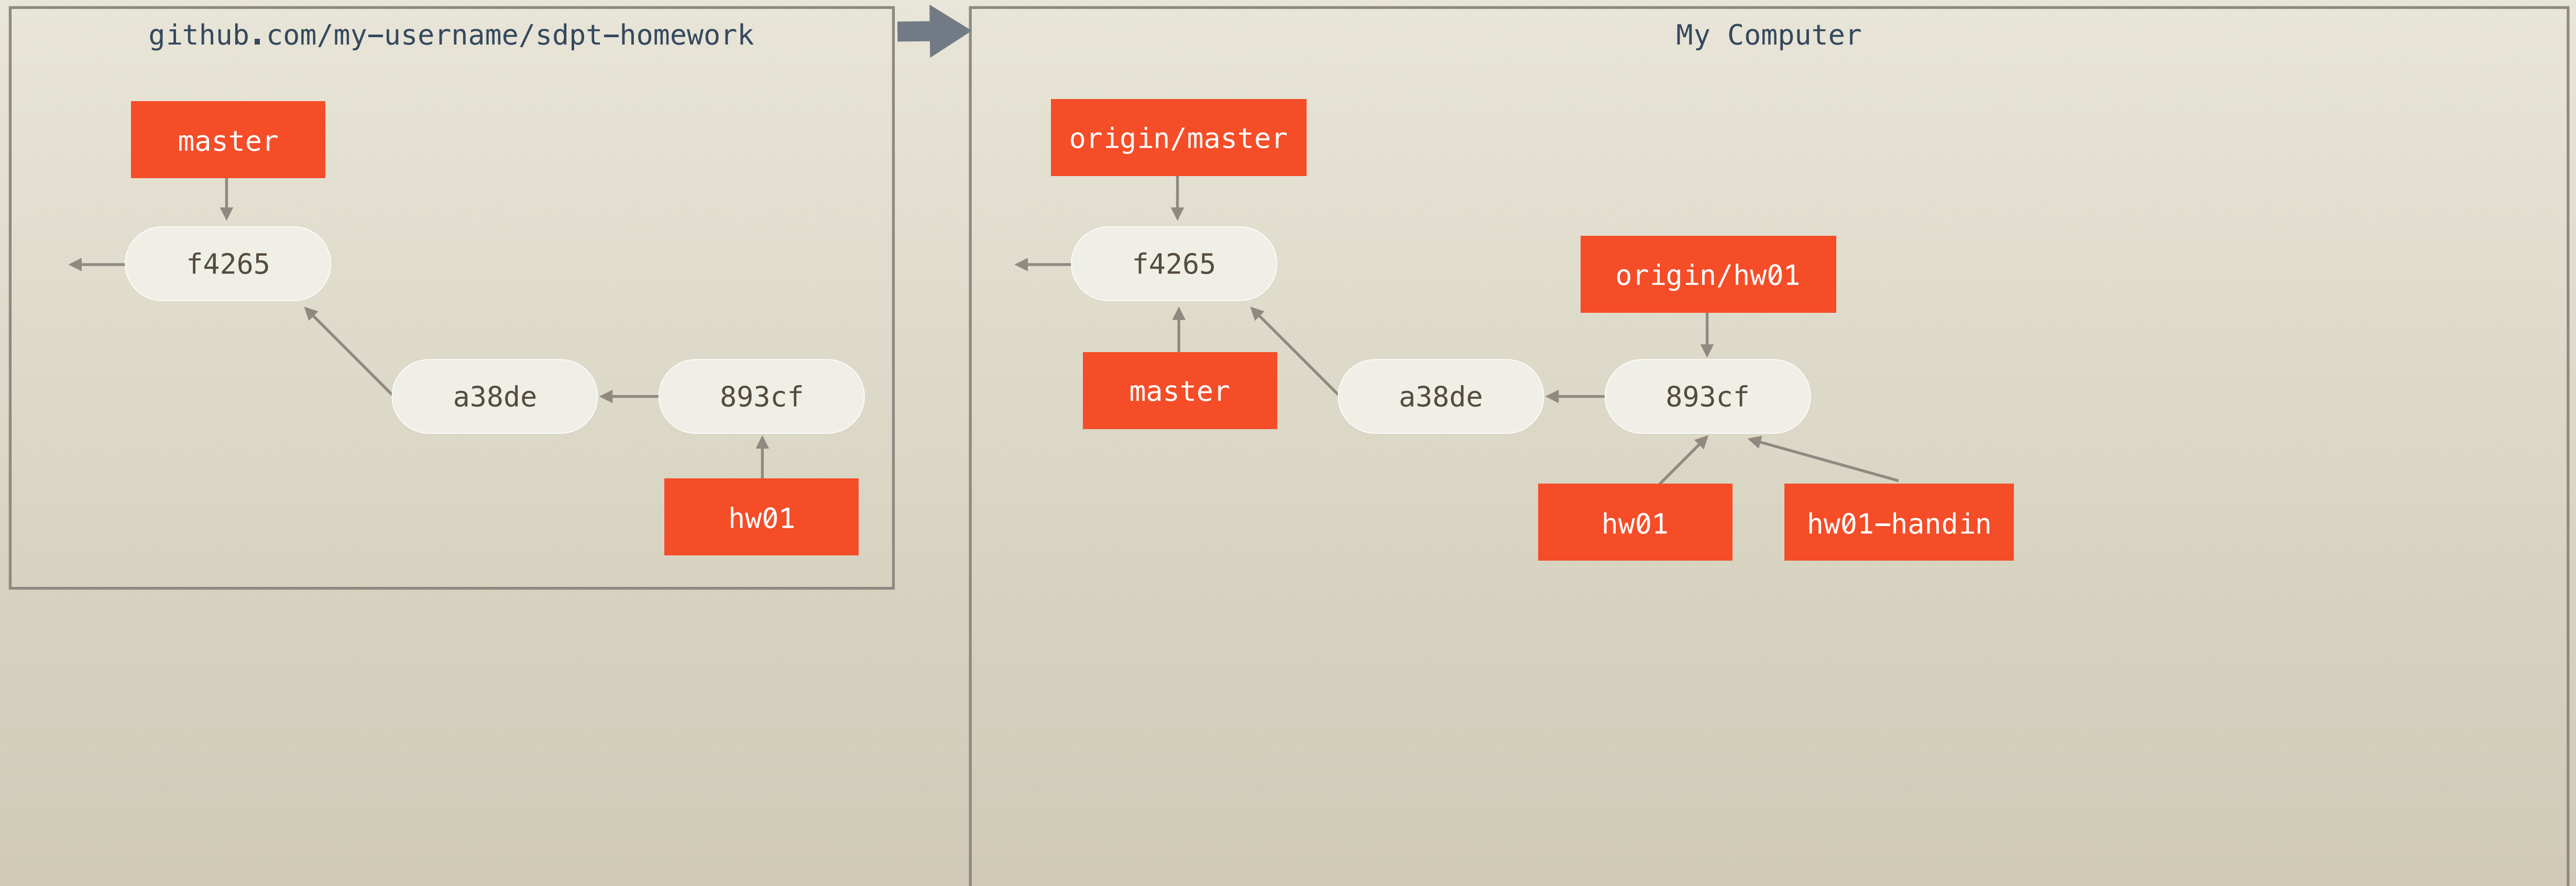 github.com/my-username/sdpt-homework
My Computer
master
origin/master
f4265
f4265
origin/hw01
master
a38de
893cf
a38de
893cf
hw01
hw01
hw01-handin